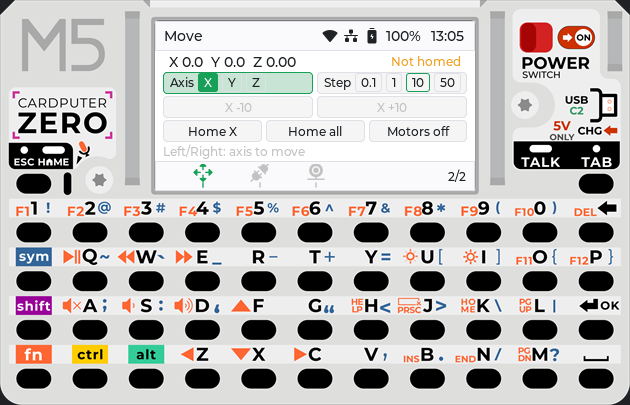 M5
Move 100% 13:05
X 0.0 Y 0.0 Z 0.00 Not homed
Axis X Y Z Step 0.1 1 10 50
X -10 X +10
Home X Home all Motors off
Left/Right: axis to move
2/2
CARDPUTER
ZERO
ESC HOME
ON
POWER
SWITCH
USB
C2
5V
ONLY
CHG
TALK TAB
F1 1 ! F2 2 @ F3 3 # F4 4 $ F5 5 % F6 6 ^ F7 7 & F8 8 * F9 9 ( F10 0 ) DEL
sym Q ~ W ` E _ R - T + Y = U [ I ] F11 O { F12 P }
shift A ; S : D , F G “ HELP H < PRSC J > HOME K \ PGUP L | OK
fn ctrl alt Z X C V , INS B . END N / PGDN M ?